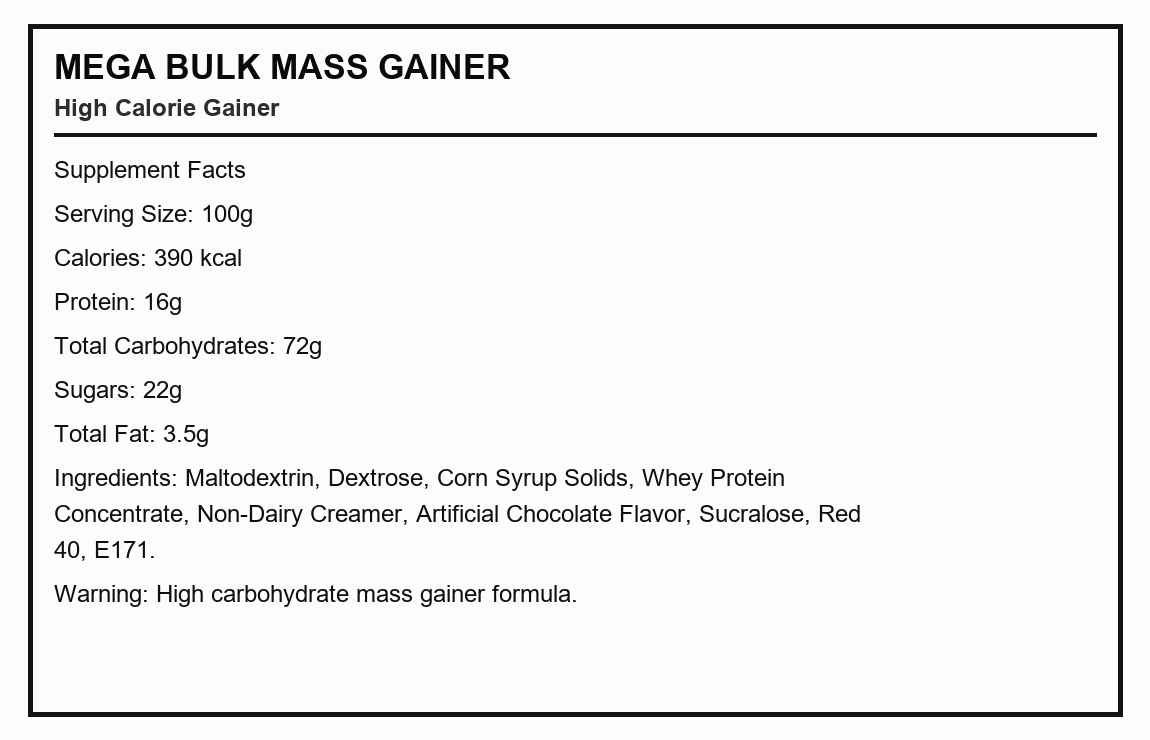 MEGA BULK MASS GAINER
High Calorie Gainer
Supplement Facts
Serving Size: 100g
Calories: 390 kcal
Protein: 16g
Total Carbohydrates: 72g
Sugars: 22g
Total Fat: 3.5g
Ingredients: Maltodextrin, Dextrose, Corn Syrup Solids, Whey Protein
Concentrate, Non-Dairy Creamer, Artificial Chocolate Flavor, Sucralose, Red
40, E171.
Warning: High carbohydrate mass gainer formula.